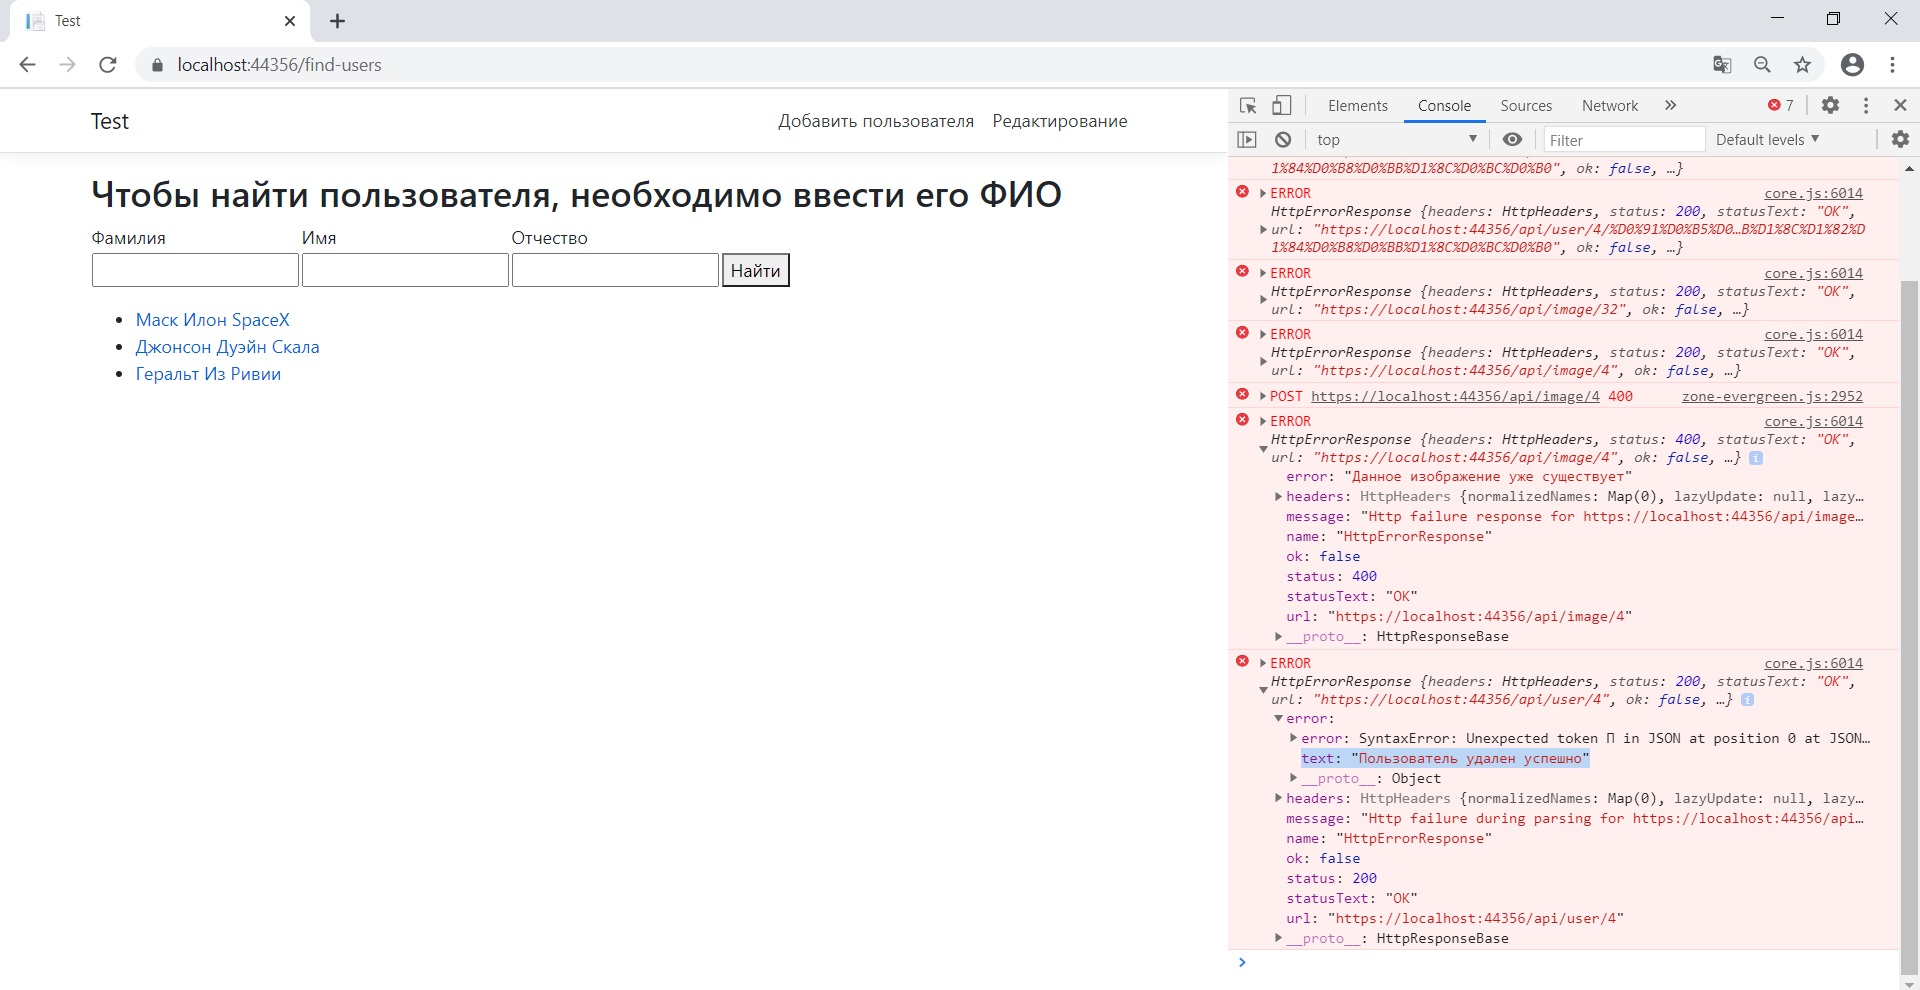 Test
localhost:44356/find-users
Test
Добавить пользователя
Редактирование
Чтобы найти пользователя, необходимо ввести его ФИО
Фамилия Имя Отчество
Найти
Маск Илон SpaceX
Джонсон Дуэйн Скала
Геральт Из Ривии
Elements Console Sources Network 7
top Filter Default levels
1%84%D0%B8%D0%BB%D1%8C%D0%BC%D0%B0", ok: false, …}
ERROR core.js:6014
HttpErrorResponse {headers: HttpHeaders, status: 200, statusText: "OK",
url: "https://localhost:44356/api/user/4/%D0%91%D0%B5%D0…B%D1%8C%D1%82%D
1%84%D0%B8%D0%BB%D1%8C%D0%BC%D0%B0", ok: false, …}
ERROR core.js:6014
HttpErrorResponse {headers: HttpHeaders, status: 200, statusText: "OK",
url: "https://localhost:44356/api/image/32", ok: false, …}
ERROR core.js:6014
HttpErrorResponse {headers: HttpHeaders, status: 200, statusText: "OK",
url: "https://localhost:44356/api/image/4", ok: false, …}
POST https://localhost:44356/api/image/4 400 zone-evergreen.js:2952
ERROR core.js:6014
HttpErrorResponse {headers: HttpHeaders, status: 400, statusText: "OK",
url: "https://localhost:44356/api/image/4", ok: false, …} i
error: "Данное изображение уже существует"
headers: HttpHeaders {normalizedNames: Map(0), lazyUpdate: null, lazy…
message: "Http failure response for https://localhost:44356/api/image…
name: "HttpErrorResponse"
ok: false
status: 400
statusText: "OK"
url: "https://localhost:44356/api/image/4"
__proto__: HttpResponseBase
ERROR core.js:6014
HttpErrorResponse {headers: HttpHeaders, status: 200, statusText: "OK",
url: "https://localhost:44356/api/user/4", ok: false, …} i
error:
error: SyntaxError: Unexpected token П in JSON at position 0 at JSON…
text: "Пользователь удален успешно"
__proto__: Object
headers: HttpHeaders {normalizedNames: Map(0), lazyUpdate: null, lazy…
message: "Http failure during parsing for https://localhost:44356/api…
name: "HttpErrorResponse"
ok: false
status: 200
statusText: "OK"
url: "https://localhost:44356/api/user/4"
__proto__: HttpResponseBase